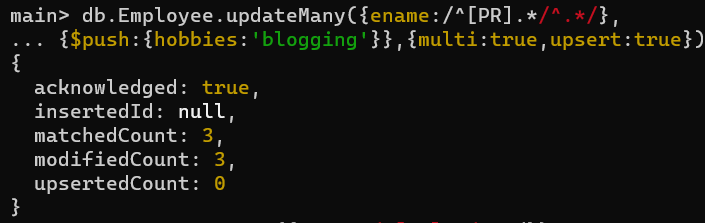 main> db.Employee.updateMany({ename:/^[PR].*/^.*/},
... {$push:{hobbies:'blogging'}},{multi:true,upsert:true})
{
  acknowledged: true,
  insertedId: null,
  matchedCount: 3,
  modifiedCount: 3,
  upsertedCount: 0
}